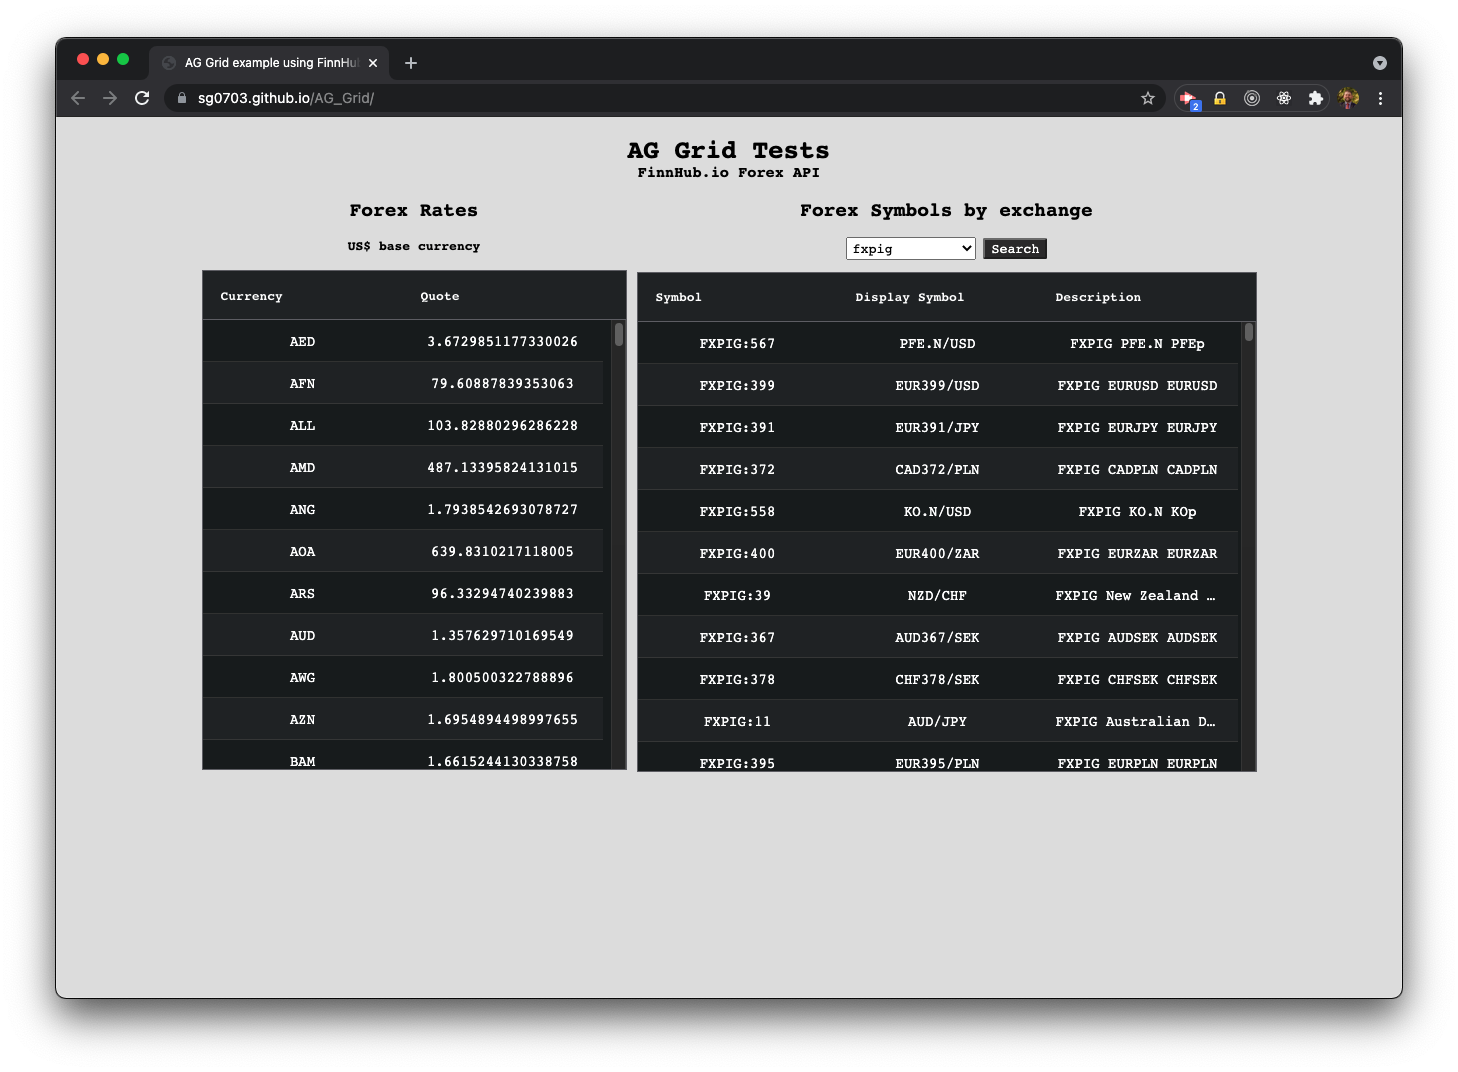 AG Grid example using FinnHu
sg0703.github.io/AG_Grid/
2
AG Grid Tests
FinnHub.io Forex API
Forex Rates
US$ base currency
Currency Quote
AED 3.6729851177330026
AFN 79.60887839353063
ALL 103.82880296286228
AMD 487.13395824131015
ANG 1.7938542693078727
AOA 639.8310217118005
ARS 96.33294740239883
AUD 1.357629710169549
AWG 1.800500322788896
AZN 1.6954894498997655
BAM 1.6615244130338758
Forex Symbols by exchange
fxpig Search
Symbol Display Symbol Description
FXPIG:567 PFE.N/USD FXPIG PFE.N PFEp
FXPIG:399 EUR399/USD FXPIG EURUSD EURUSD
FXPIG:391 EUR391/JPY FXPIG EURJPY EURJPY
FXPIG:372 CAD372/PLN FXPIG CADPLN CADPLN
FXPIG:558 KO.N/USD FXPIG KO.N KOp
FXPIG:400 EUR400/ZAR FXPIG EURZAR EURZAR
FXPIG:39 NZD/CHF FXPIG New Zealand …
FXPIG:367 AUD367/SEK FXPIG AUDSEK AUDSEK
FXPIG:378 CHF378/SEK FXPIG CHFSEK CHFSEK
FXPIG:11 AUD/JPY FXPIG Australian D…
FXPIG:395 EUR395/PLN FXPIG EURPLN EURPLN